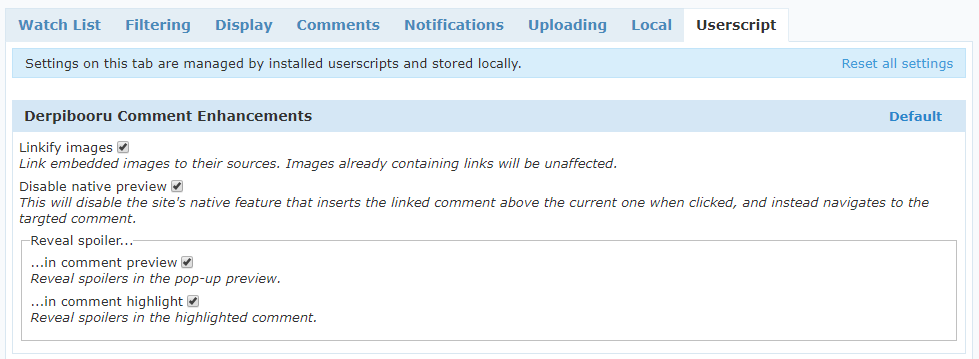 Watch List Filtering Display Comments Notifications Uploading Local Userscript
Settings on this tab are managed by installed userscripts and stored locally. Reset all settings
Derpibooru Comment Enhancements Default
Linkify images
Link embedded images to their sources. Images already containing links will be unaffected.
Disable native preview
This will disable the site's native feature that inserts the linked comment above the current one when clicked, and instead navigates to the
targted comment.
Reveal spoiler...
...in comment preview
Reveal spoilers in the pop-up preview.
...in comment highlight
Reveal spoilers in the highlighted comment.